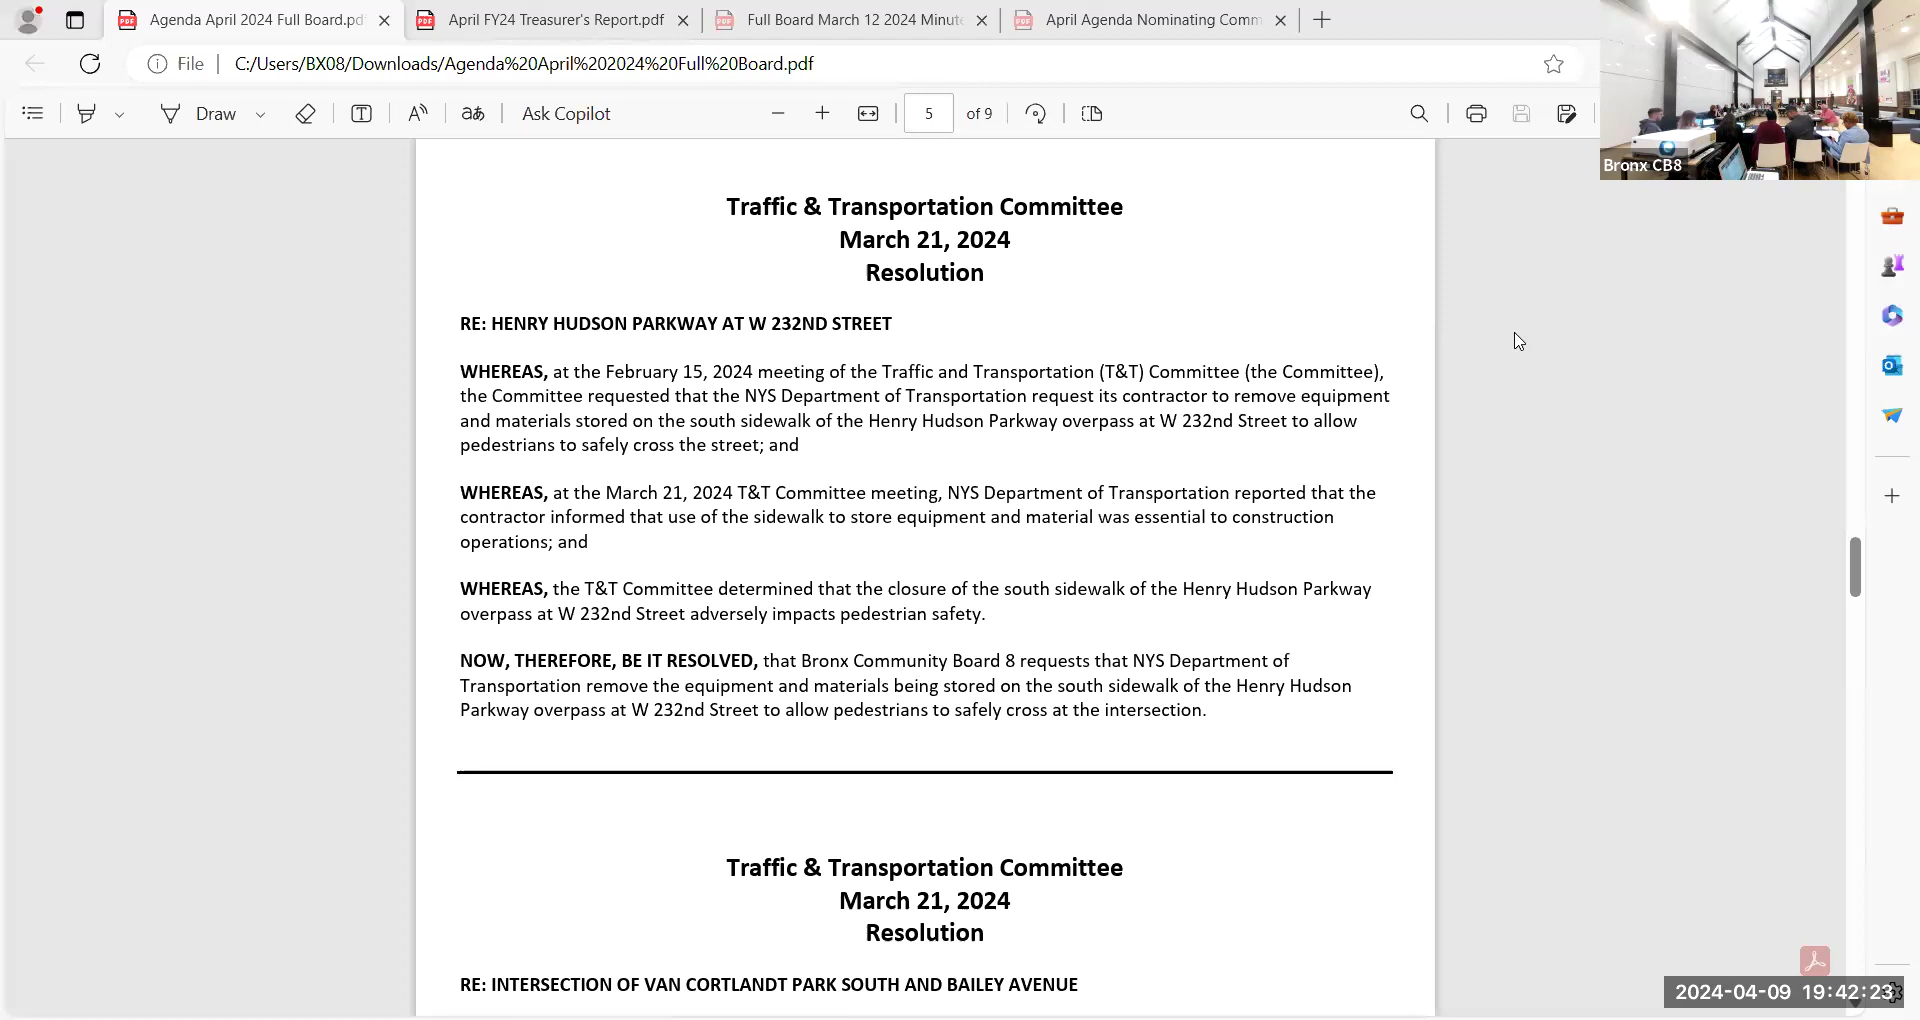 Agenda April 2024 Full Board.pd
April FY24 Treasurer's Report.pdf
Full Board March 12 2024 Minut
April Agenda Nominating Comm
File
C:/Users/BX08/Downloads/Agenda%20April%202024%20Full%20Board.pdf
Draw
Ask Copilot
5
of 9
Bronx CB8
Traffic & Transportation Committee
March 21, 2024
Resolution
RE: HENRY HUDSON PARKWAY AT W 232ND STREET
WHEREAS, at the February 15, 2024 meeting of the Traffic and Transportation (T&T) Committee (the Committee),
the Committee requested that the NYS Department of Transportation request its contractor to remove equipment
and materials stored on the south sidewalk of the Henry Hudson Parkway overpass at W 232nd Street to allow
pedestrians to safely cross the street; and
WHEREAS, at the March 21, 2024 T&T Committee meeting, NYS Department of Transportation reported that the
contractor informed that use of the sidewalk to store equipment and material was essential to construction
operations; and
WHEREAS, the T&T Committee determined that the closure of the south sidewalk of the Henry Hudson Parkway
overpass at W 232nd Street adversely impacts pedestrian safety.
NOW, THEREFORE, BE IT RESOLVED, that Bronx Community Board 8 requests that NYS Department of
Transportation remove the equipment and materials being stored on the south sidewalk of the Henry Hudson
Parkway overpass at W 232nd Street to allow pedestrians to safely cross at the intersection.
Traffic & Transportation Committee
March 21, 2024
Resolution
RE: INTERSECTION OF VAN CORTLANDT PARK SOUTH AND BAILEY AVENUE
2024-04-09 19:42:23